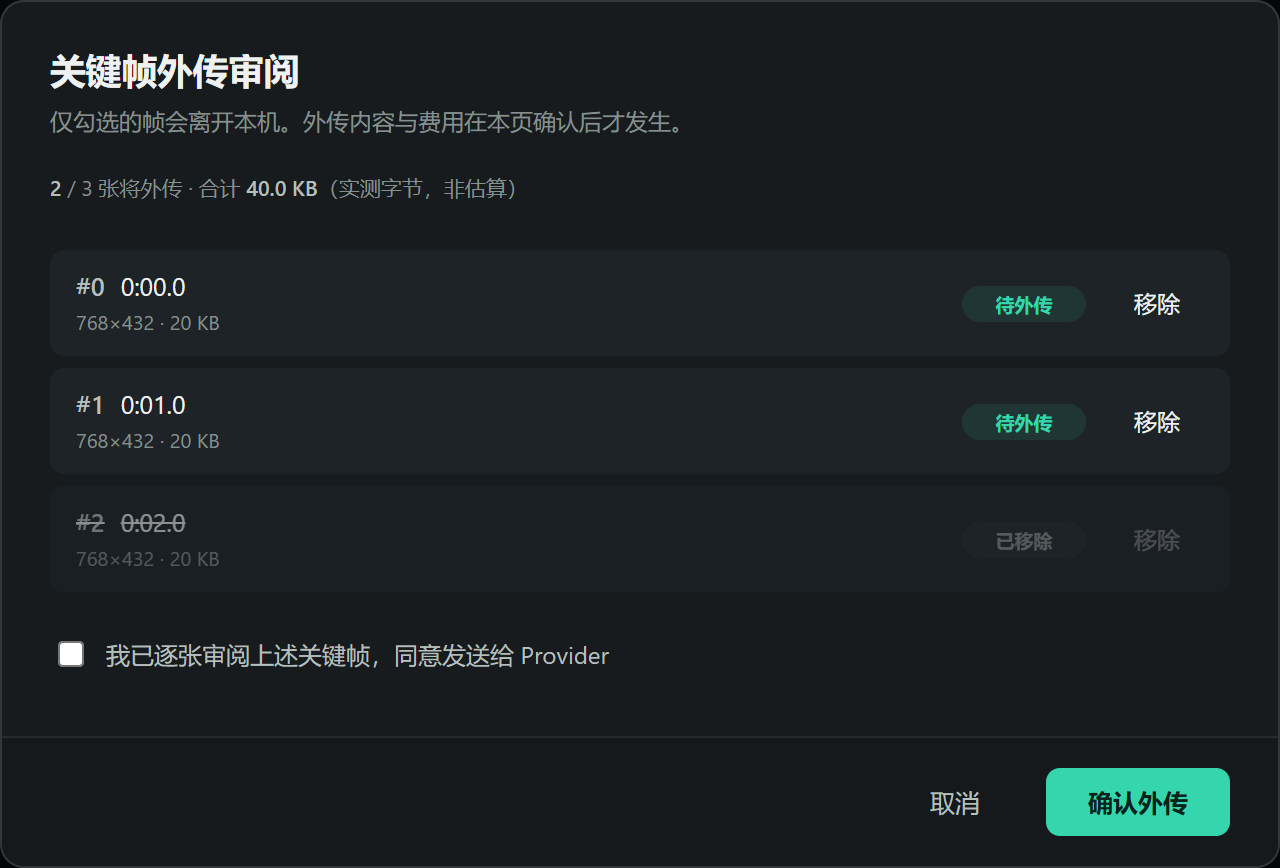 关键帧外传审阅
仅勾选的帧会离开本机。外传内容与费用在本页确认后才发生。
2 / 3 张将外传 · 合计 40.0 KB（实测字节，非估算）
#0 0:00.0
768×432 · 20 KB
待外传
移除
#1 0:01.0
768×432 · 20 KB
待外传
移除
#2 0:02.0
768×432 · 20 KB
已移除
移除
我已逐张审阅上述关键帧，同意发送给 Provider
取消
确认外传